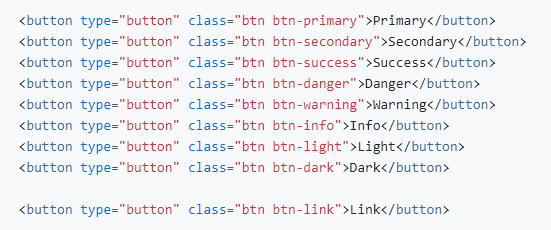 <button type="button" class="btn btn-primary">Primary</button>
<button type="button" class="btn btn-secondary">Secondary</button>
<button type="button" class="btn btn-success">Success</button>
<button type="button" class="btn btn-danger">Danger</button>
<button type="button" class="btn btn-warning">Warning</button>
<button type="button" class="btn btn-info">Info</button>
<button type="button" class="btn btn-light">Light</button>
<button type="button" class="btn btn-dark">Dark</button>
<button type="button" class="btn btn-link">Link</button>